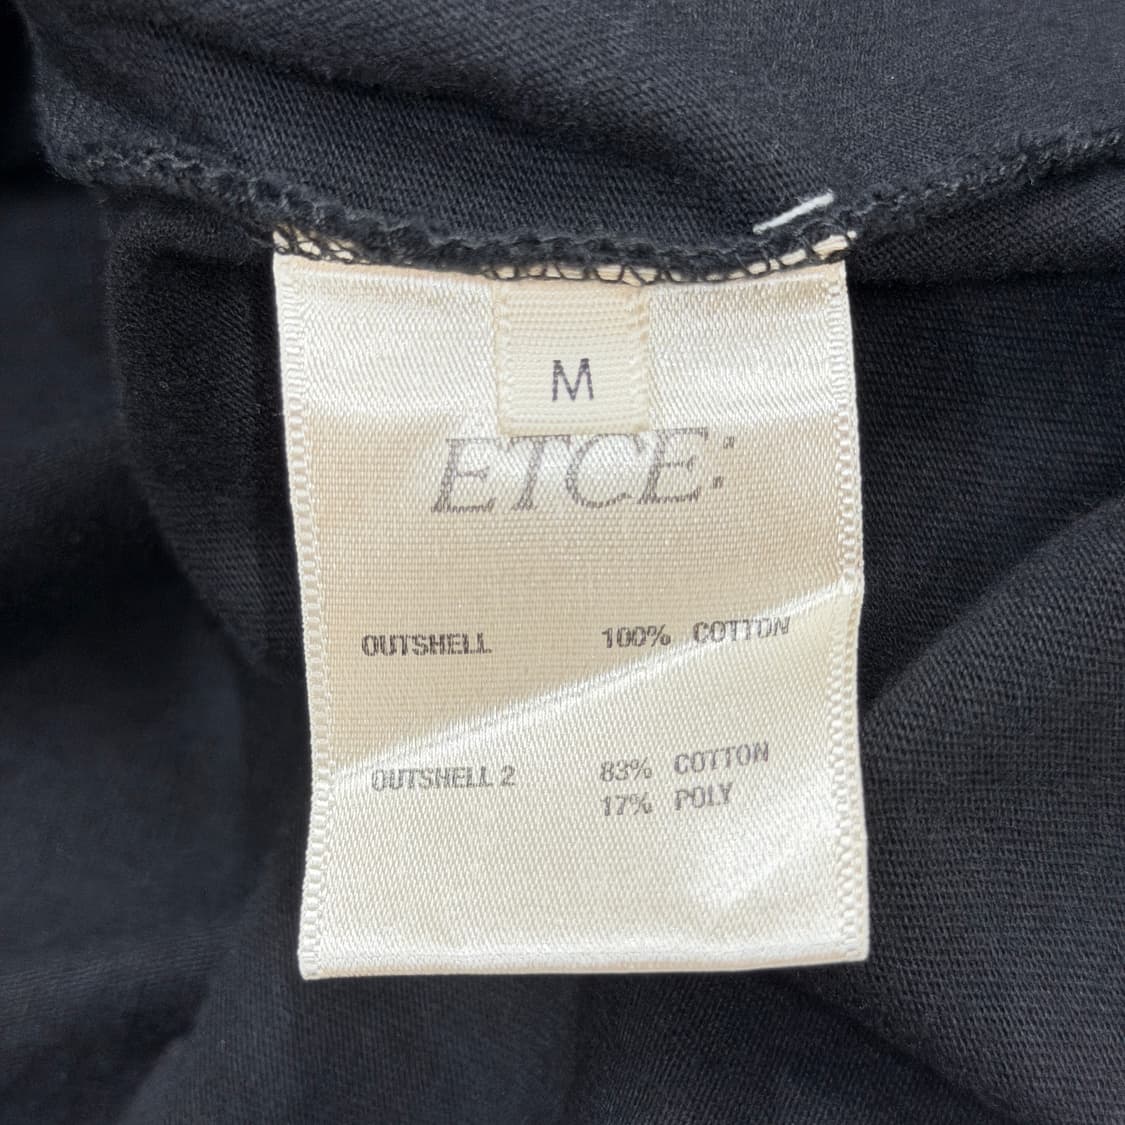 M
ETCE:
OUTSHELL 100% COTTON
OUTSHELL 2 83% COTTON
17% POLY